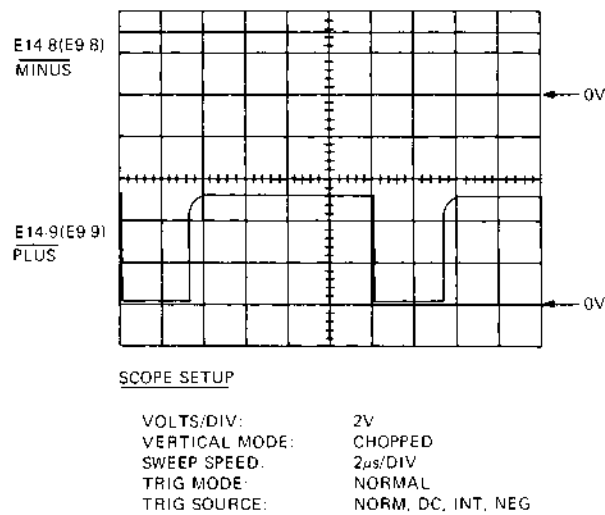 E14 8(E9 8)
MINUS
0V
E14-9(E9 9)
PLUS
0V
SCOPE SETUP
VOLTS/DIV: 2V
VERTICAL MODE: CHOPPED
SWEEP SPEED: 2µs/DIV
TRIG MODE: NORMAL
TRIG SOURCE: NORM, DC, INT, NEG